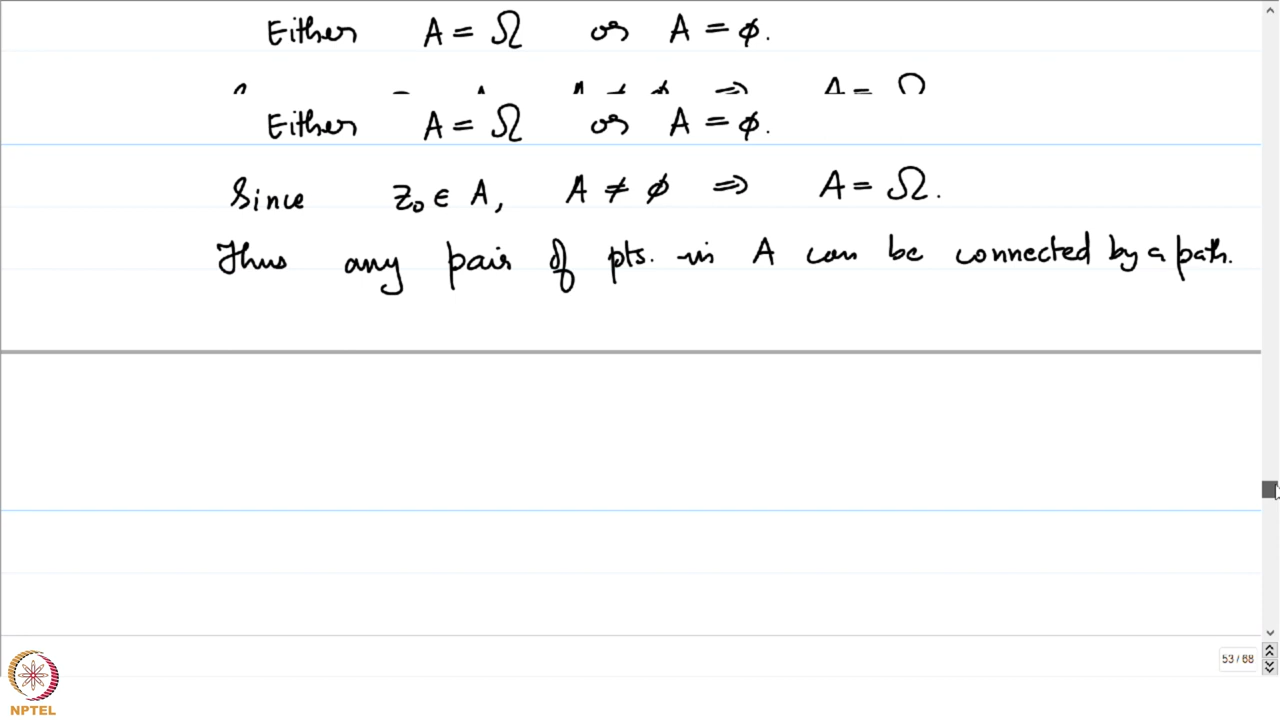 Either A = Ω or A = ϕ.
Either A = Ω or A = ϕ.
Since z₀ ∈ A, A ≠ ϕ ⇒ A = Ω.
Thus any pair of pts. in A can be connected by a path.
53 / 68
NPTEL